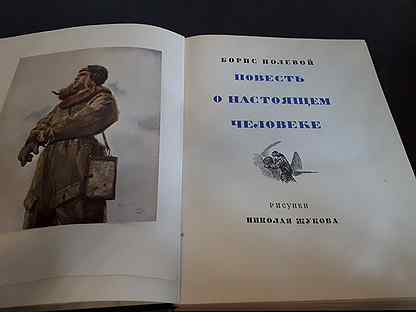 БОРИС ПОЛЕВОЙ
ПОВЕСТЬ
О НАСТОЯЩЕМ
ЧЕЛОВЕКЕ
РИСУНКИ
НИКОЛАЯ ЖУКОВА